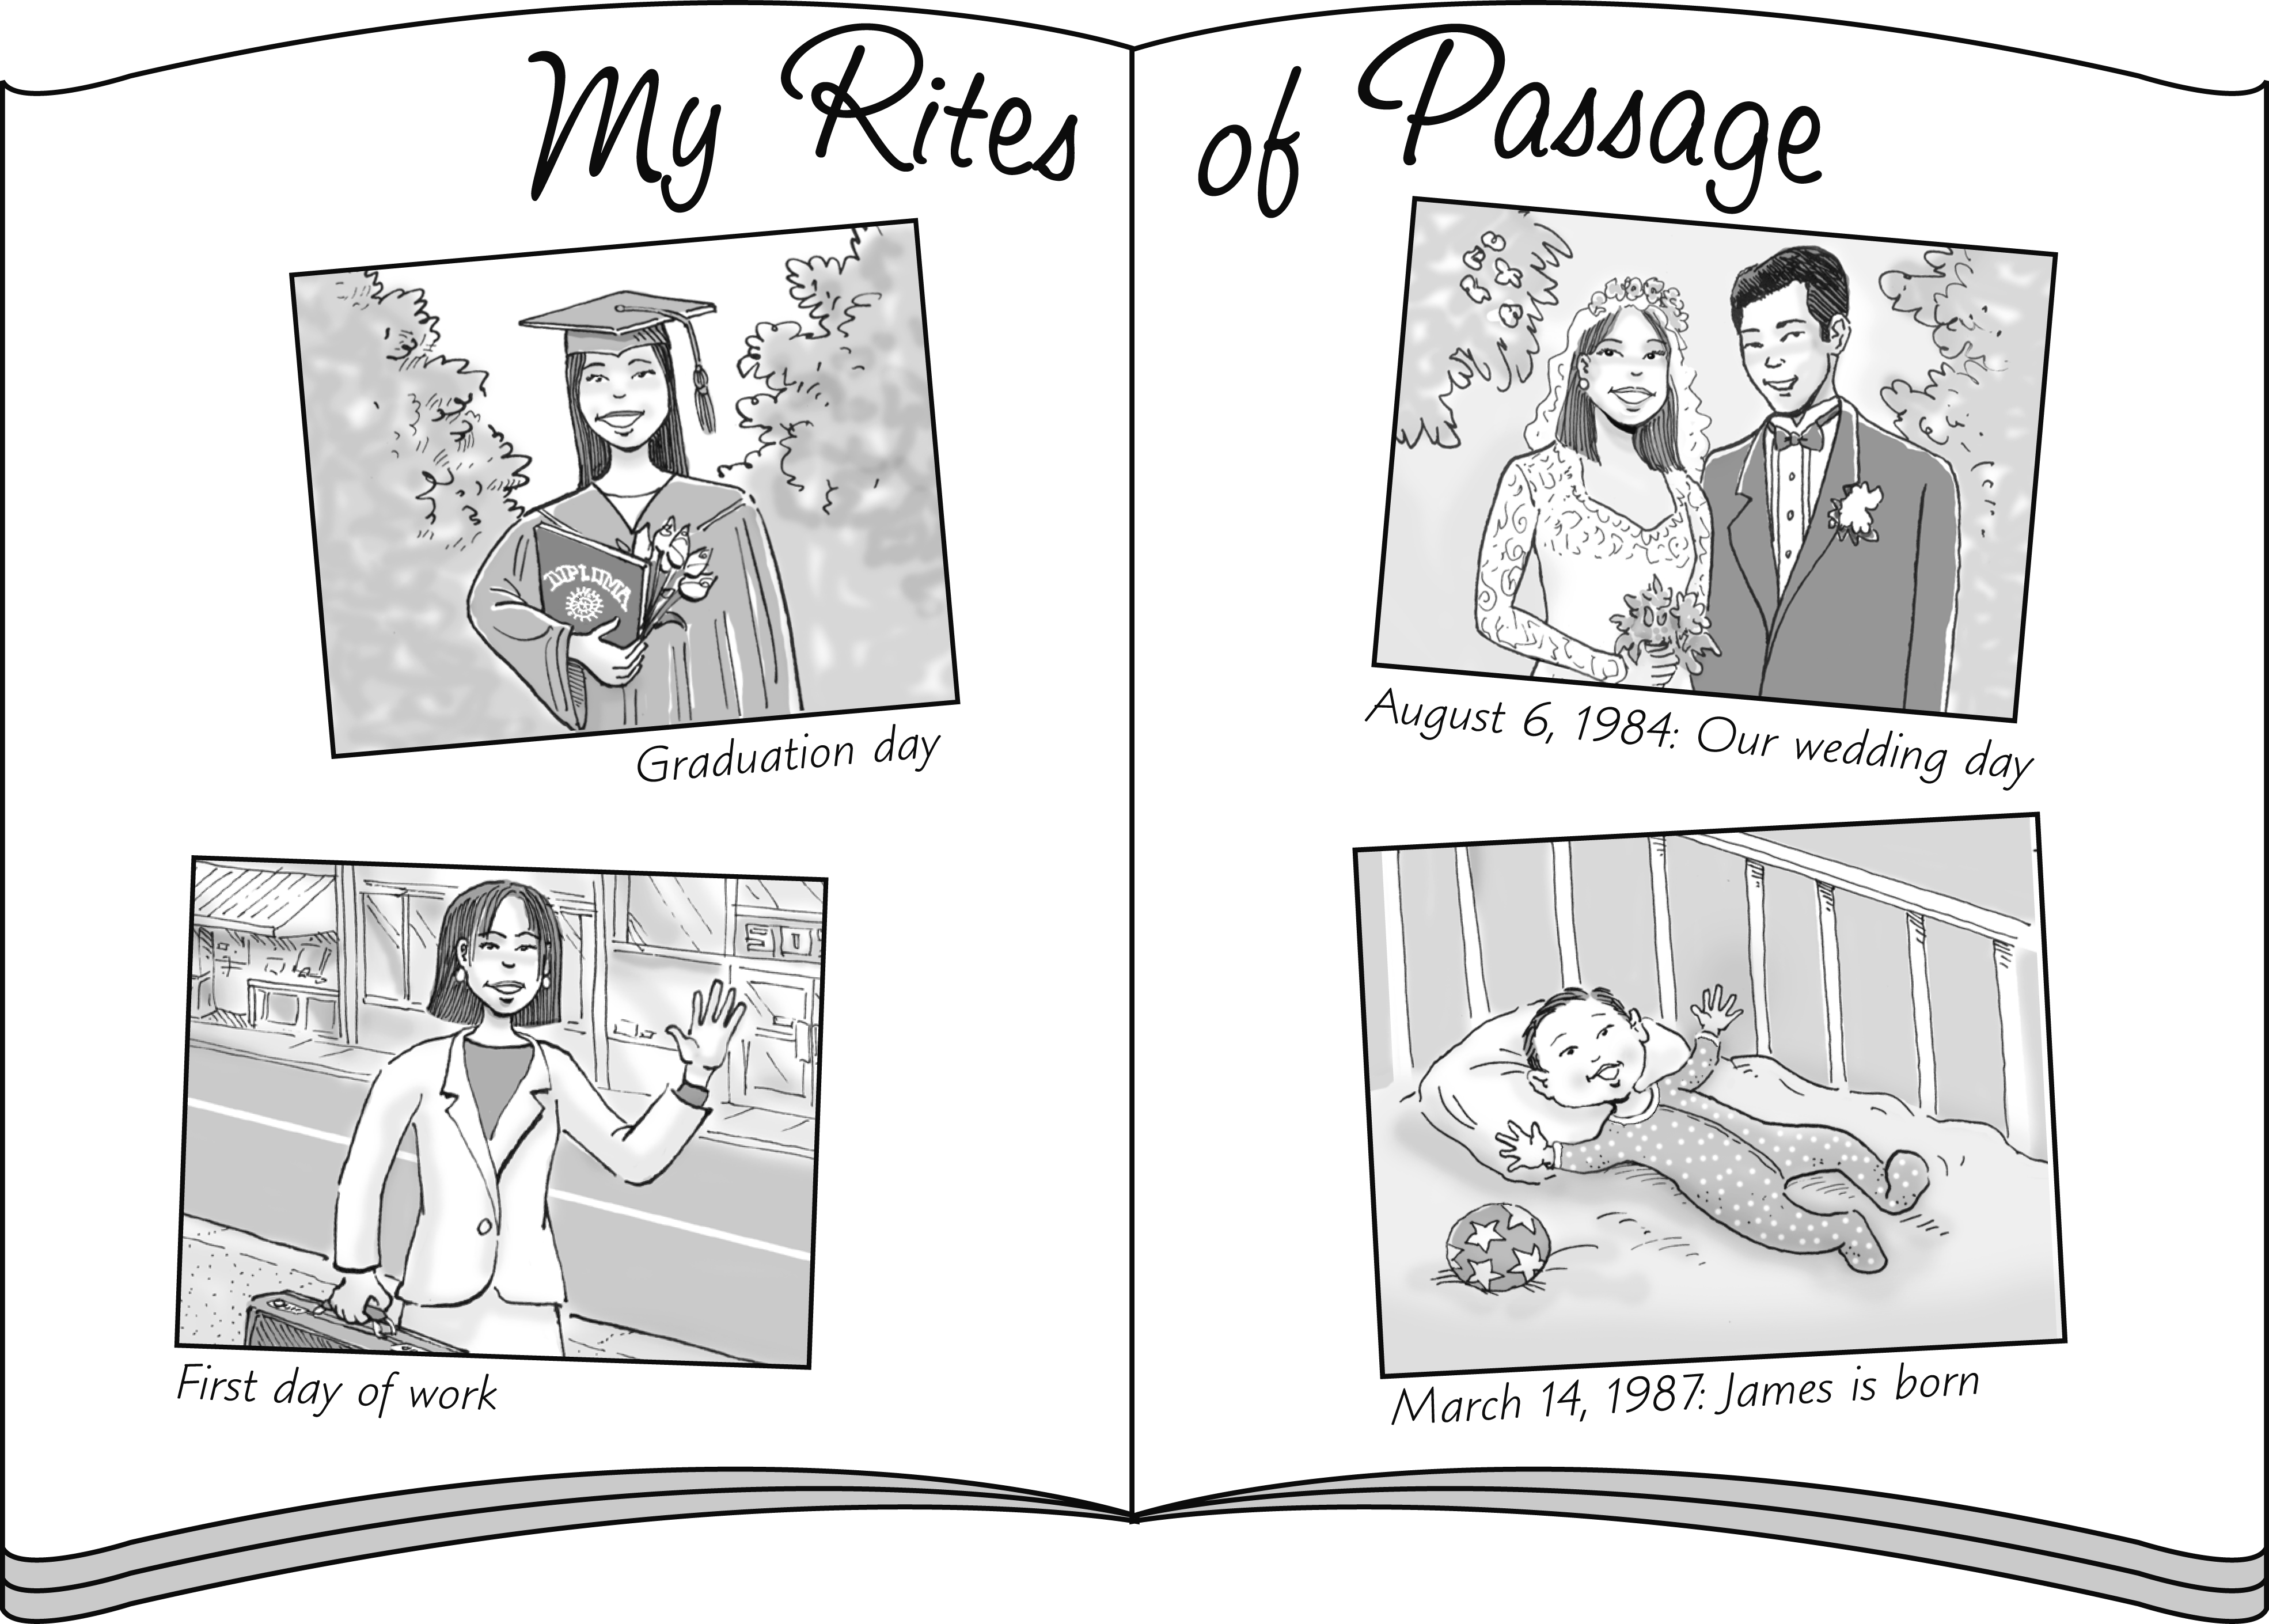 My Rites of Passage
DIPLOMA
Graduation day
First day of work
August 6, 1984: Our wedding day
March 14, 1987: James is born